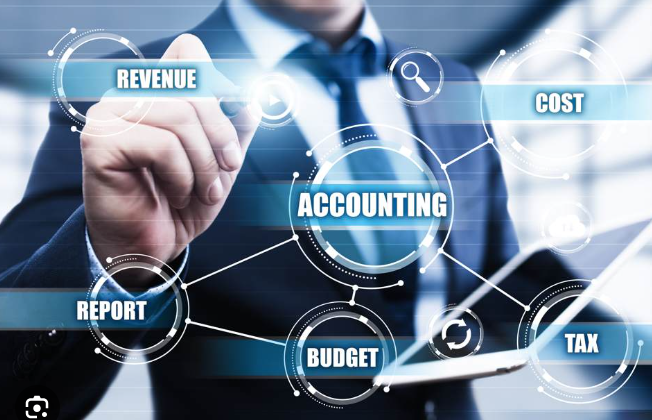 REVENUE
COST
ACCOUNTING
REPORT
BUDGET
TAX